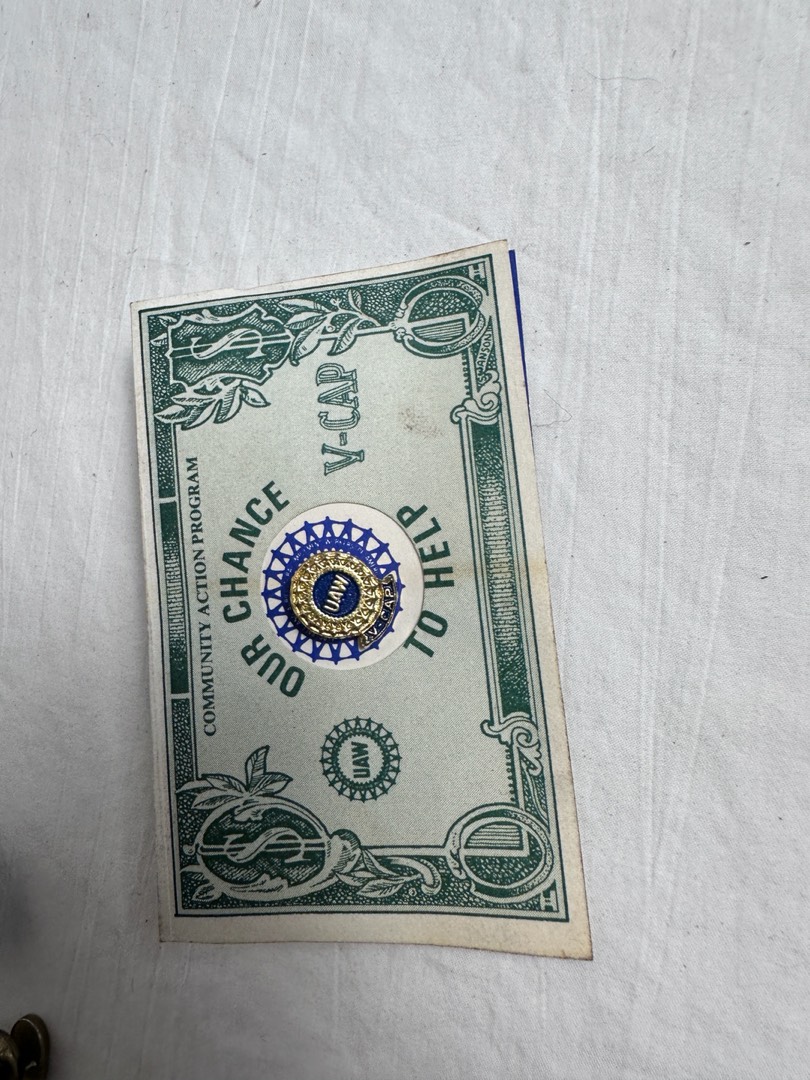 COMMUNITY ACTION PROGRAM
OUR CHANCE
UAW
UAW
V-CAP
V-CAP
TO HELP